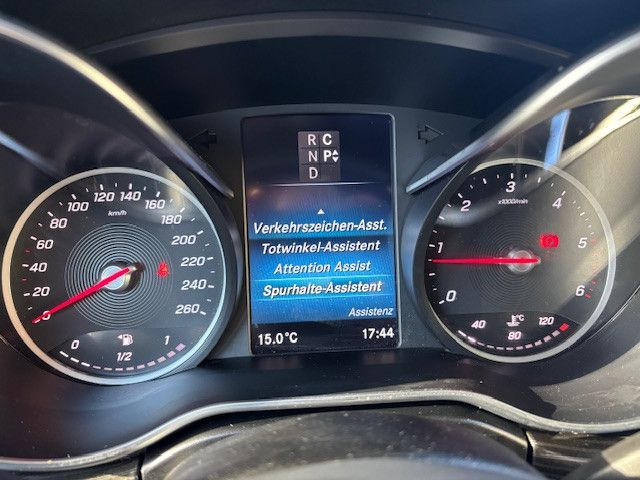 R C
N P
D
Verkehrszeichen-Asst.
Totwinkel-Assistent
Attention Assist
Spurhalte-Assistent
Assistenz
15.0°C 17:44
0
20
40
60
80
100
120
140
160
180
200
220
240
260
km/h
0 1/2 1
0
1
2
3
4
5
6
x1000/min
40 80 120
°C